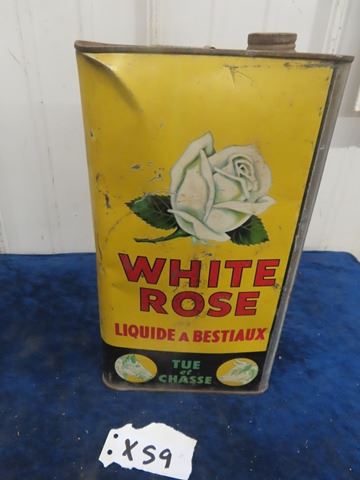 WHITE
ROSE
LIQUIDE A BESTIAUX
TUE
et
CHASSE
X59